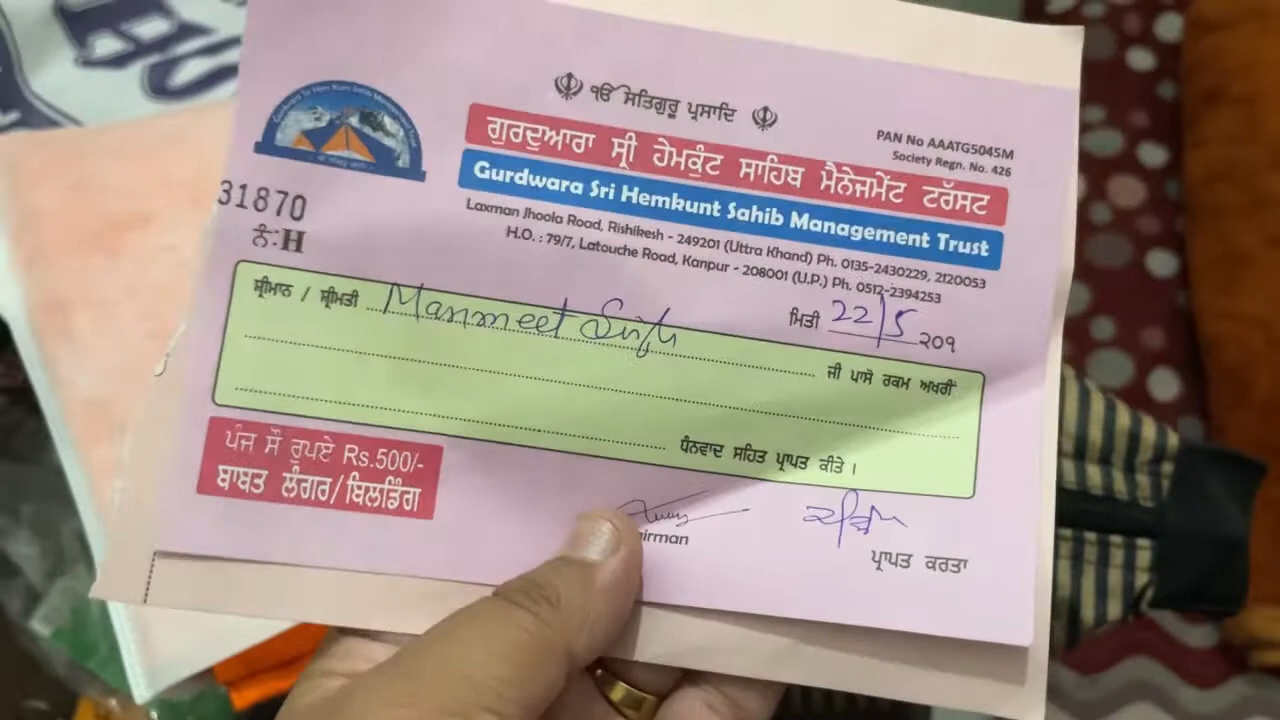 ੴ ਸਤਿਗੁਰੂ ਪ੍ਰਸਾਦਿ
PAN No AAATG5045M
Society Regn. No. 426
ਗੁਰਦੁਆਰਾ ਸ੍ਰੀ ਹੇਮਕੁੰਟ ਸਾਹਿਬ ਮੈਨੇਜਮੇਂਟ ਟਰੱਸਟ
Gurdwara Sri Hemkunt Sahib Management Trust
Laxman Jhoola Road, Rishikesh - 249201 (Uttra Khand) Ph. 0135-2430229, 2120053
H.O. : 79/7, Latouche Road, Kanpur - 208001 (U.P.) Ph. 0512-2394253
31870
ਨੰ:H
ਮਿਤੀ 22/5 ੨੦੧
ਸ਼੍ਰੀਮਾਨ / ਸ਼੍ਰੀਮਤੀ Manmeet Singh
ਜੀ ਪਾਸੋ ਰਕਮ ਅਖਰੀਂ
ਧੰਨਵਾਦ ਸਹਿਤ ਪ੍ਰਾਪਤ ਕੀਤੇ ।
ਪੰਜ ਸੌ ਰੁਪਏ Rs.500/-
ਬਾਬਤ ਲੰਗਰ/ਬਿਲਡਿੰਗ
ਪ੍ਰਾਪਤ ਕਰਤਾ